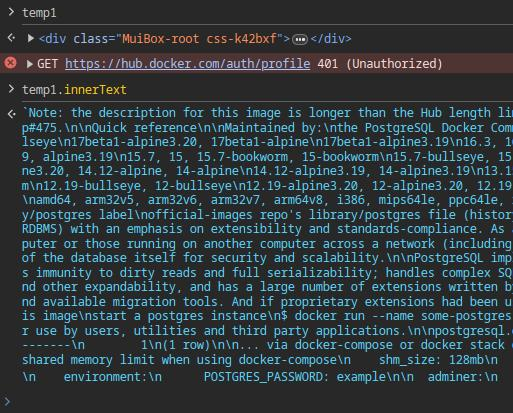 temp1
<div class="MuiBox-root css-k42bxf"></div>
GET https://hub.docker.com/auth/profile 401 (Unauthorized)
temp1.innerText
`Note: the description for this image is longer than the Hub length li
p#475.\n\nQuick reference\n\nMaintained by:\nthe PostgreSQL Docker Com
lseye\n17beta1-alpine3.20, 17beta1-alpine\n17beta1-alpine3.19\n16.3, 1
9, alpine3.19\n15.7, 15, 15.7-bookworm, 15-bookworm\n15.7-bullseye, 15
ne3.20, 14.12-alpine, 14-alpine\n14.12-alpine3.19, 14-alpine3.19\n13.1
m\n12.19-bullseye, 12-bullseye\n12.19-alpine3.20, 12-alpine3.20, 12.19
\namd64, arm32v5, arm32v6, arm32v7, arm64v8, i386, mips64le, ppc64le,
y/postgres label\nofficial-images repo's library/postgres file (histor
RDBMS) with an emphasis on extensibility and standards-compliance. As
puter or those running on another computer across a network (including
of the database itself for security and scalability.\n\nPostgreSQL imp
s immunity to dirty reads and full serializability; handles complex SQ
nd other expandability, and has a large number of extensions written b
nd available migration tools. And if proprietary extensions had been u
is image\nstart a postgres instance\n$ docker run --name some-postgres
r use by users, utilities and third party applications.\n\npostgresql.
-------\n        1\n(1 row)\n\n... via docker-compose or docker stack
shared memory limit when using docker-compose\n    shm_size: 128mb\n
\n    environment:\n      POSTGRES_PASSWORD: example\n\n  adminer:\n